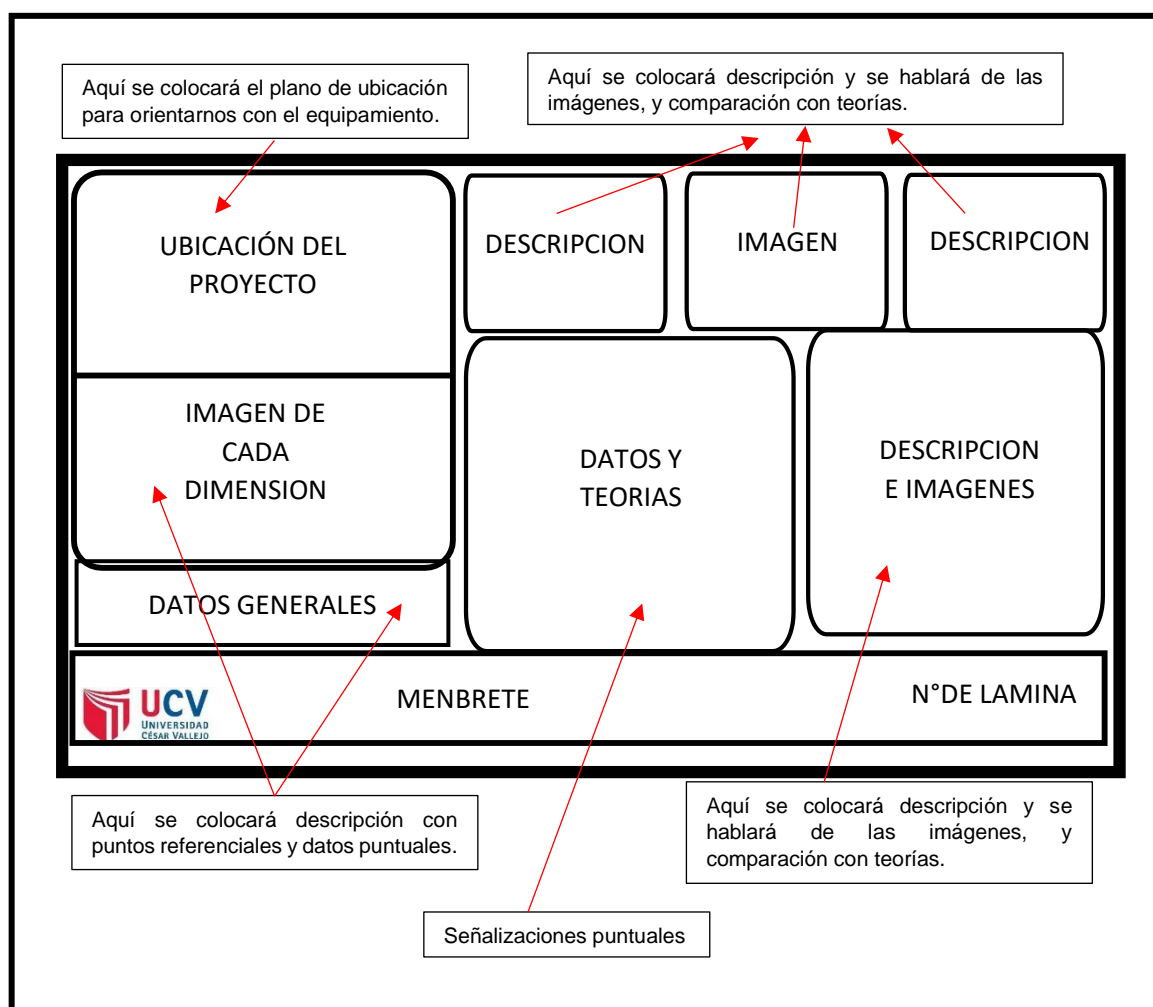 Aquí se colocará el plano de ubicación
para orientarnos con el equipamiento.
Aquí se colocará descripción y se hablará de las
imágenes, y comparación con teorías.
UBICACIÓN DEL
PROYECTO
DESCRIPCION
IMAGEN
DESCRIPCION
IMAGEN DE
CADA
DIMENSION
DATOS Y
TEORIAS
DESCRIPCION
E IMAGENES
DATOS GENERALES
UCV
UNIVERSIDAD
CÉSAR VALLEJO
MENBRETE
N°DE LAMINA
Aquí se colocará descripción con
puntos referenciales y datos puntuales.
Aquí se colocará descripción y se
hablará de las imágenes, y
comparación con teorías.
Señalizaciones puntuales